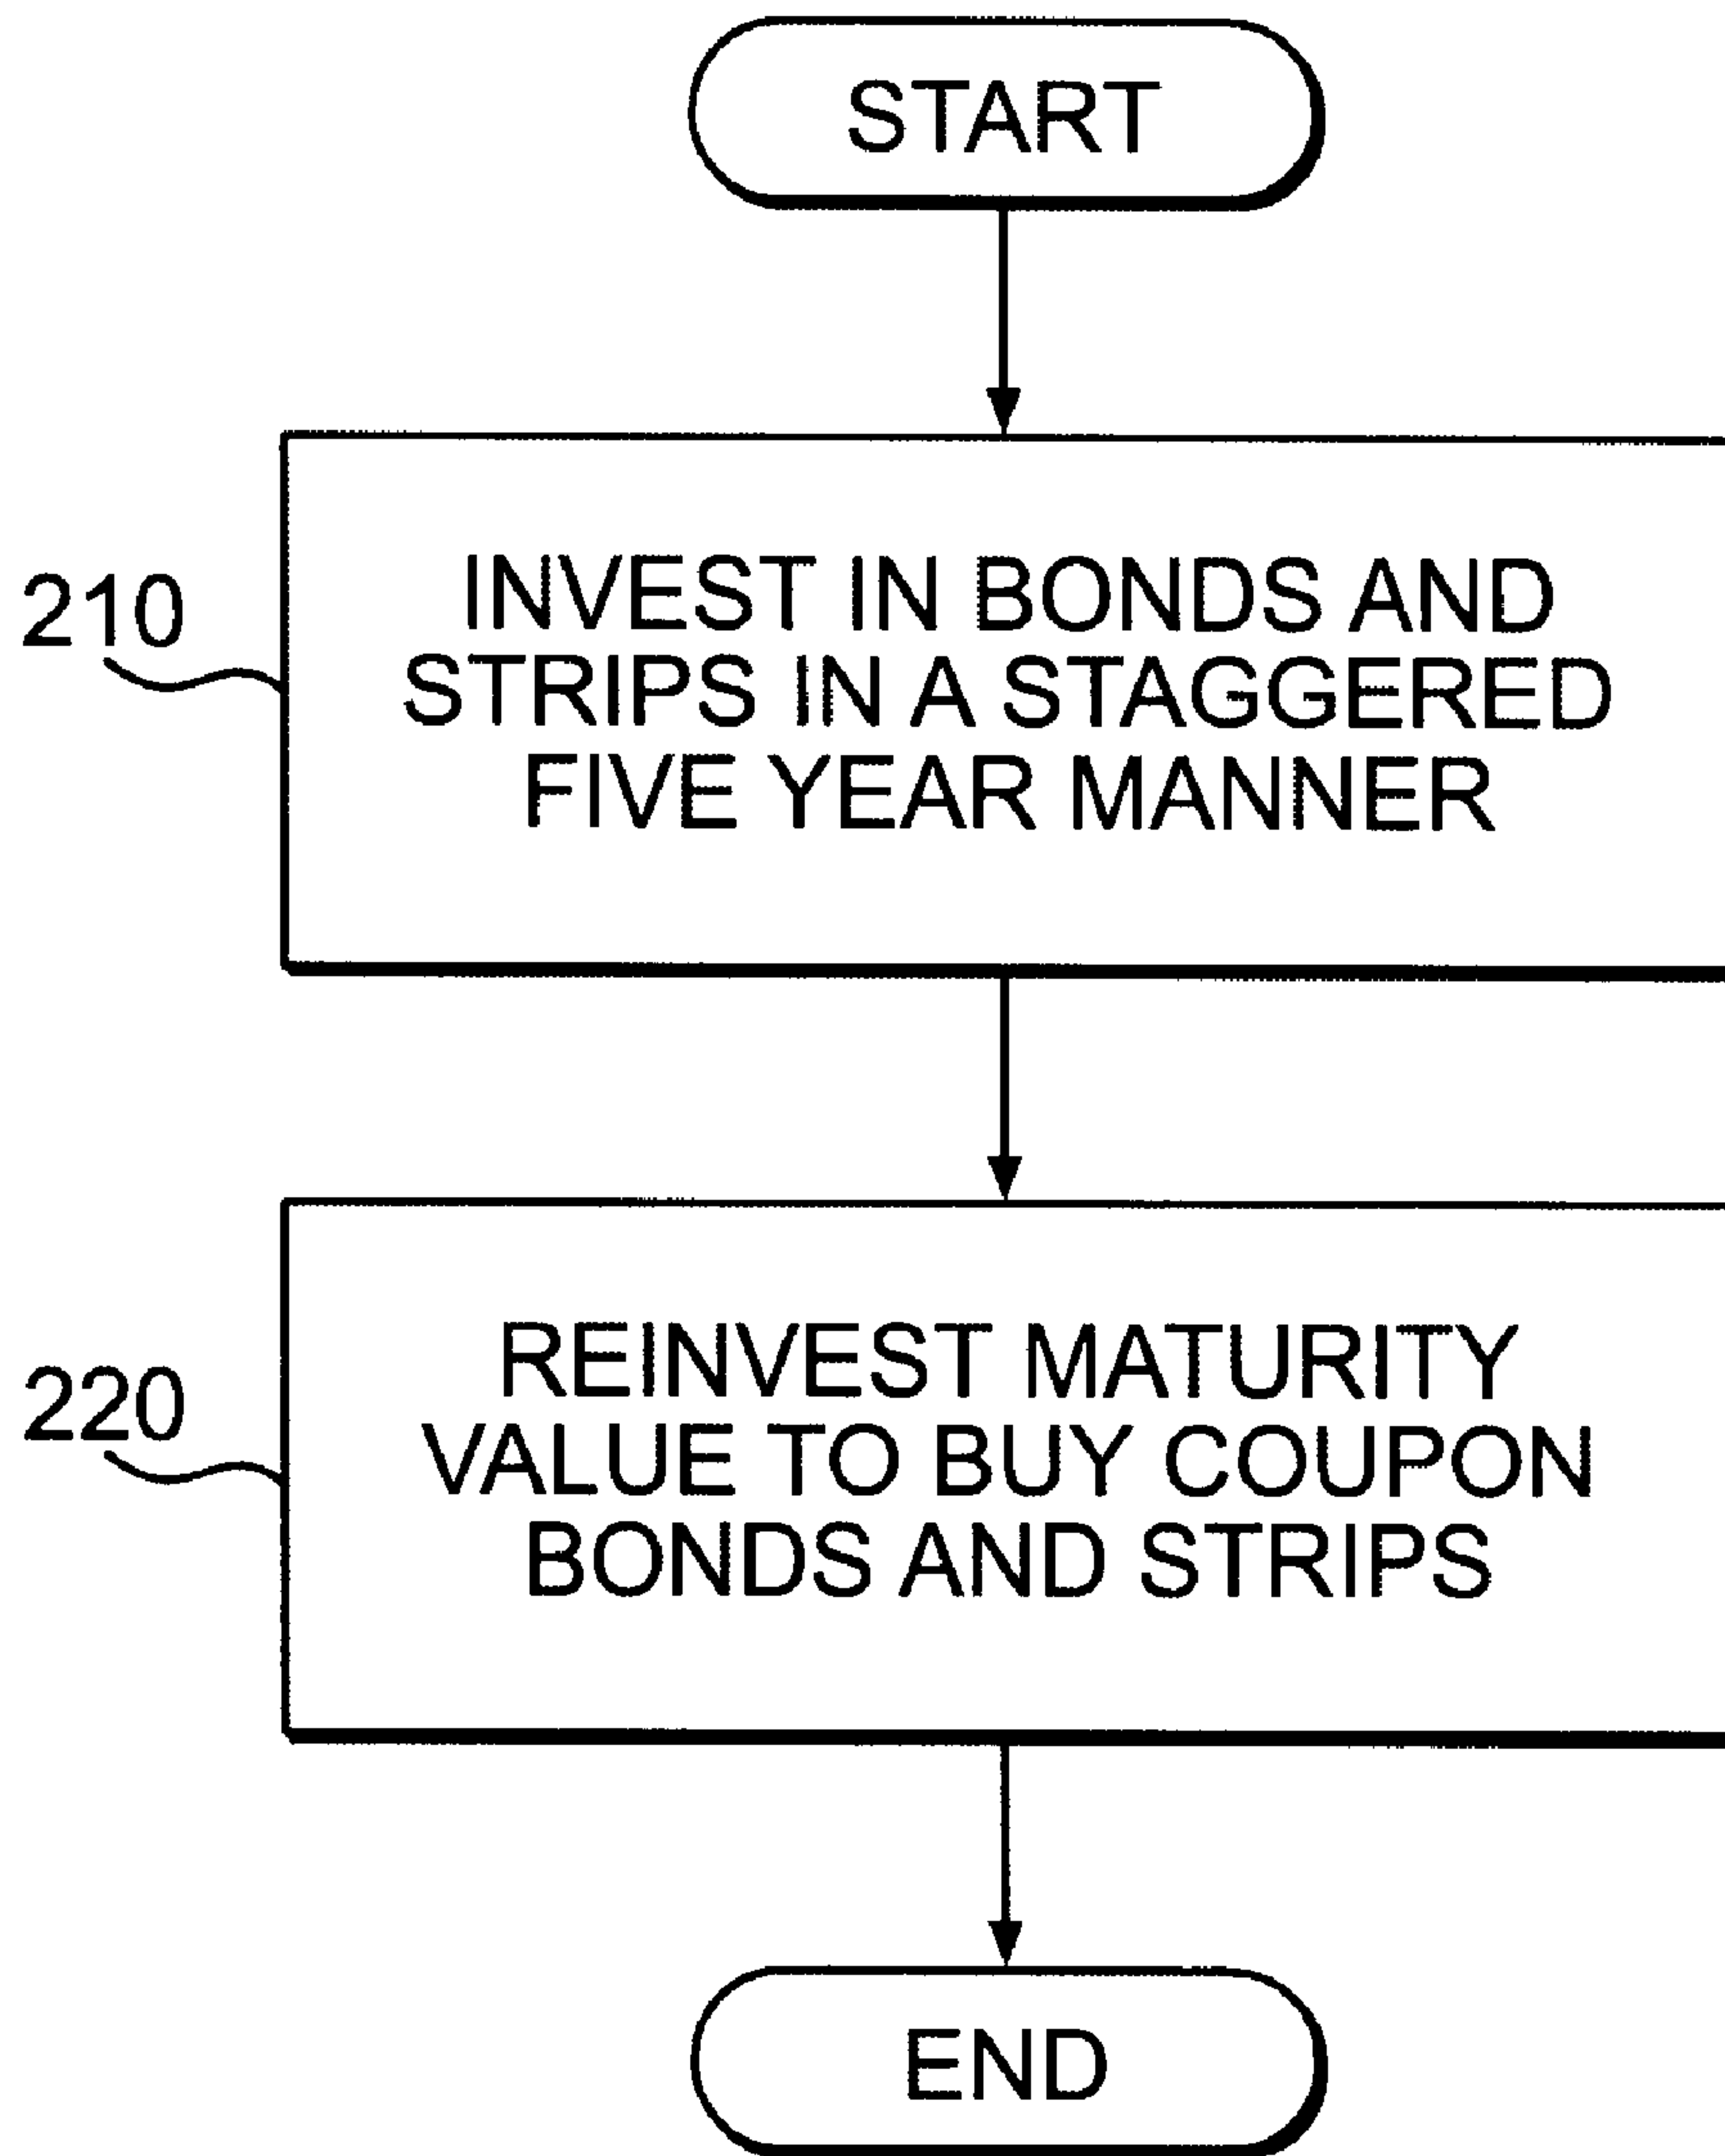 START
210
INVEST IN BONDS AND
STRIPS IN A STAGGERED
FIVE YEAR MANNER
220
REINVEST MATURITY
VALUE TO BUY COUPON
BONDS AND STRIPS
END